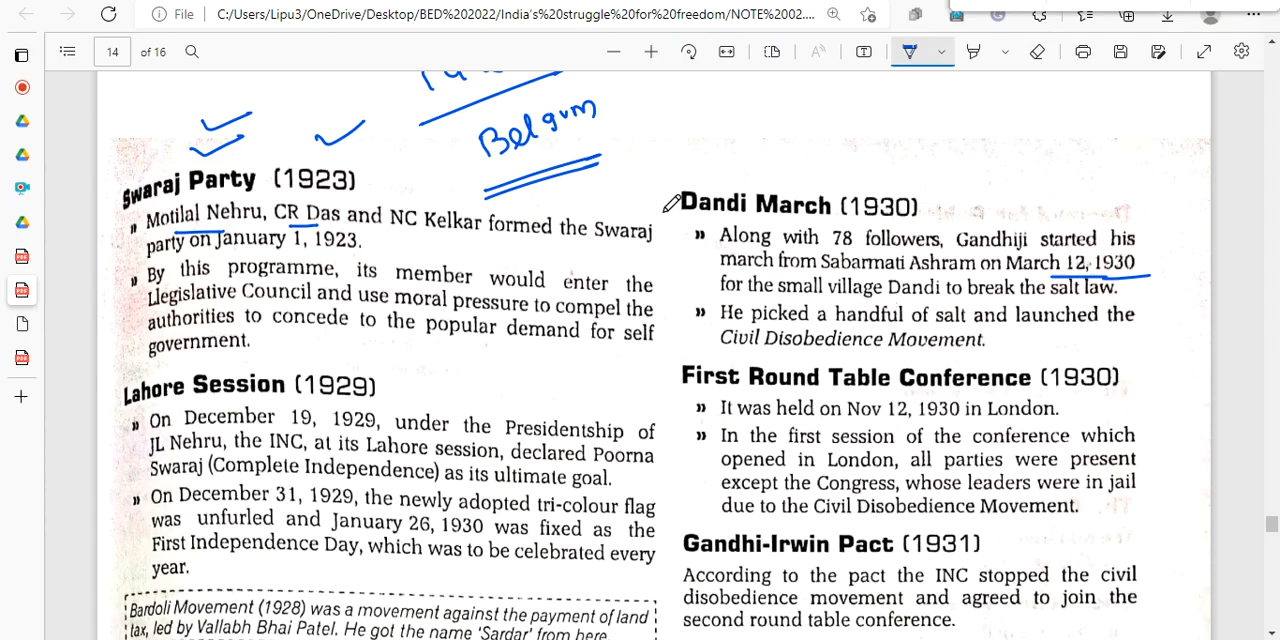 File
C:/Users/Lipu3/OneDrive/Desktop/BED%202022/India's%20struggle%20for%20freedom/NOTE%2002....
14 of 16
Belgum
Swaraj Party (1923)
» Motilal Nehru, CR Das and NC Kelkar formed the Swaraj
party on January 1, 1923.
» By this programme, its member would enter the
Llegislative Council and use moral pressure to compel the
authorities to concede to the popular demand for self
government.
Lahore Session (1929)
» On December 19, 1929, under the Presidentship of
JL Nehru, the INC, at its Lahore session, declared Poorna
Swaraj (Complete Independence) as its ultimate goal.
» On December 31, 1929, the newly adopted tri-colour flag
was unfurled and January 26, 1930 was fixed as the
First Independence Day, which was to be celebrated every
year.
Bardoli Movement (1928) was a movement against the payment of land
tax, led by Vallabh Bhai Patel. He got the name 'Sardar' from here.
Dandi March (1930)
» Along with 78 followers, Gandhiji started his
march from Sabarmati Ashram on March 12, 1930
for the small village Dandi to break the salt law.
» He picked a handful of salt and launched the
Civil Disobedience Movement.
First Round Table Conference (1930)
» It was held on Nov 12, 1930 in London.
» In the first session of the conference which
opened in London, all parties were present
except the Congress, whose leaders were in jail
due to the Civil Disobedience Movement.
Gandhi-Irwin Pact (1931)
According to the pact the INC stopped the civil
disobedience movement and agreed to join the
second round table conference.